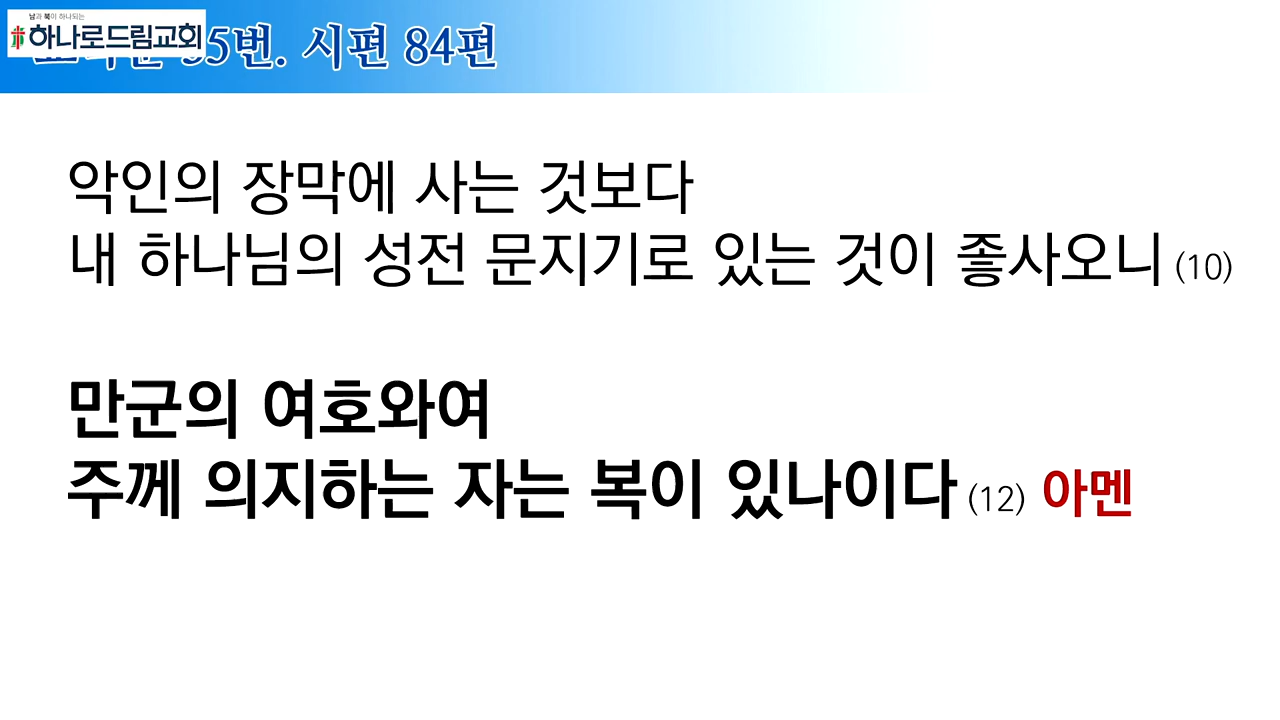 남과 북이 하나되는
하나로드림교회
5번. 시편 84편
악인의 장막에 사는 것보다
내 하나님의 성전 문지기로 있는 것이 좋사오니 (10)
만군의 여호와여
주께 의지하는 자는 복이 있나이다 (12) 아멘